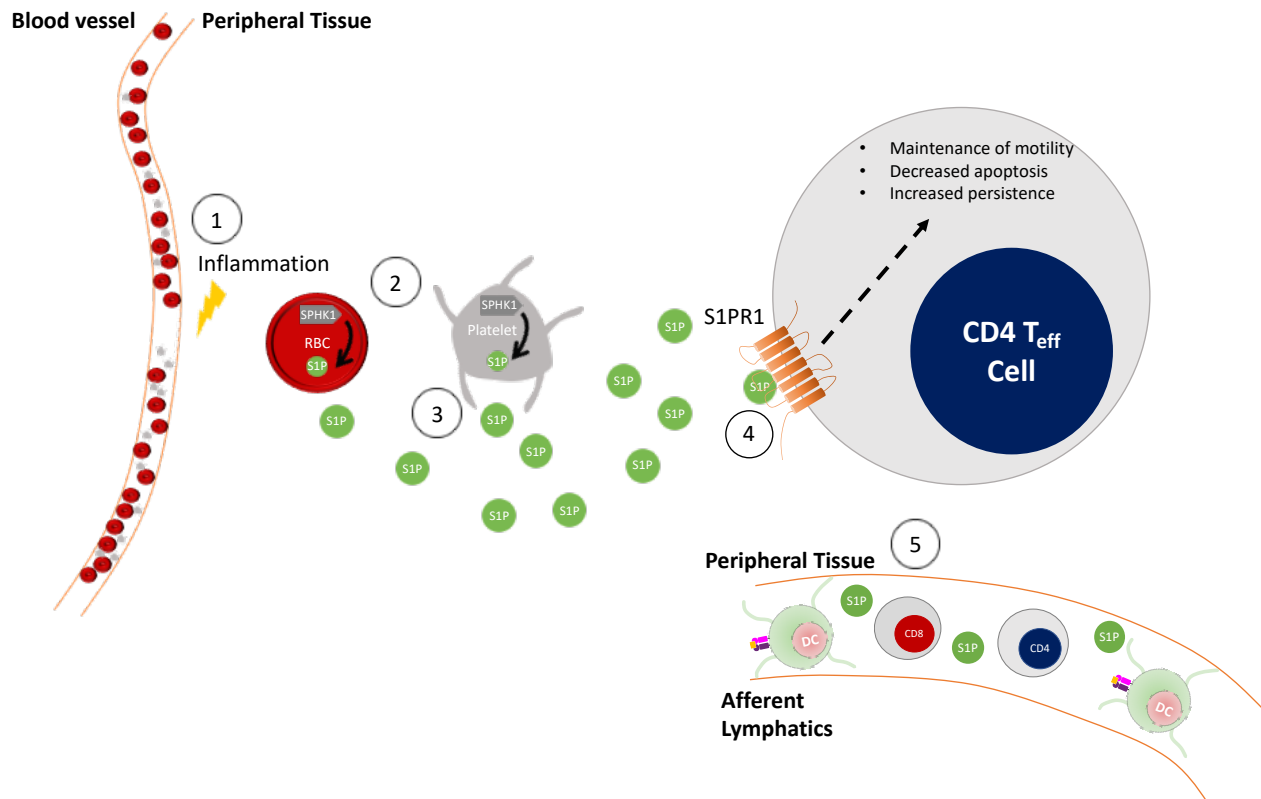 Blood vessel
Peripheral Tissue
1
Inflammation
2
SPHK1
RBC
S1P
SPHK1
Platelet
S1P
3
S1P
S1P
S1P
S1P
S1P
S1P
S1P
S1P
S1P
S1P
S1PR1
S1P
4
• Maintenance of motility
• Decreased apoptosis
• Increased persistence
CD4 Teff
Cell
5
Peripheral Tissue
DC
S1P
CD8
S1P
CD4
S1P
DC
Afferent
Lymphatics